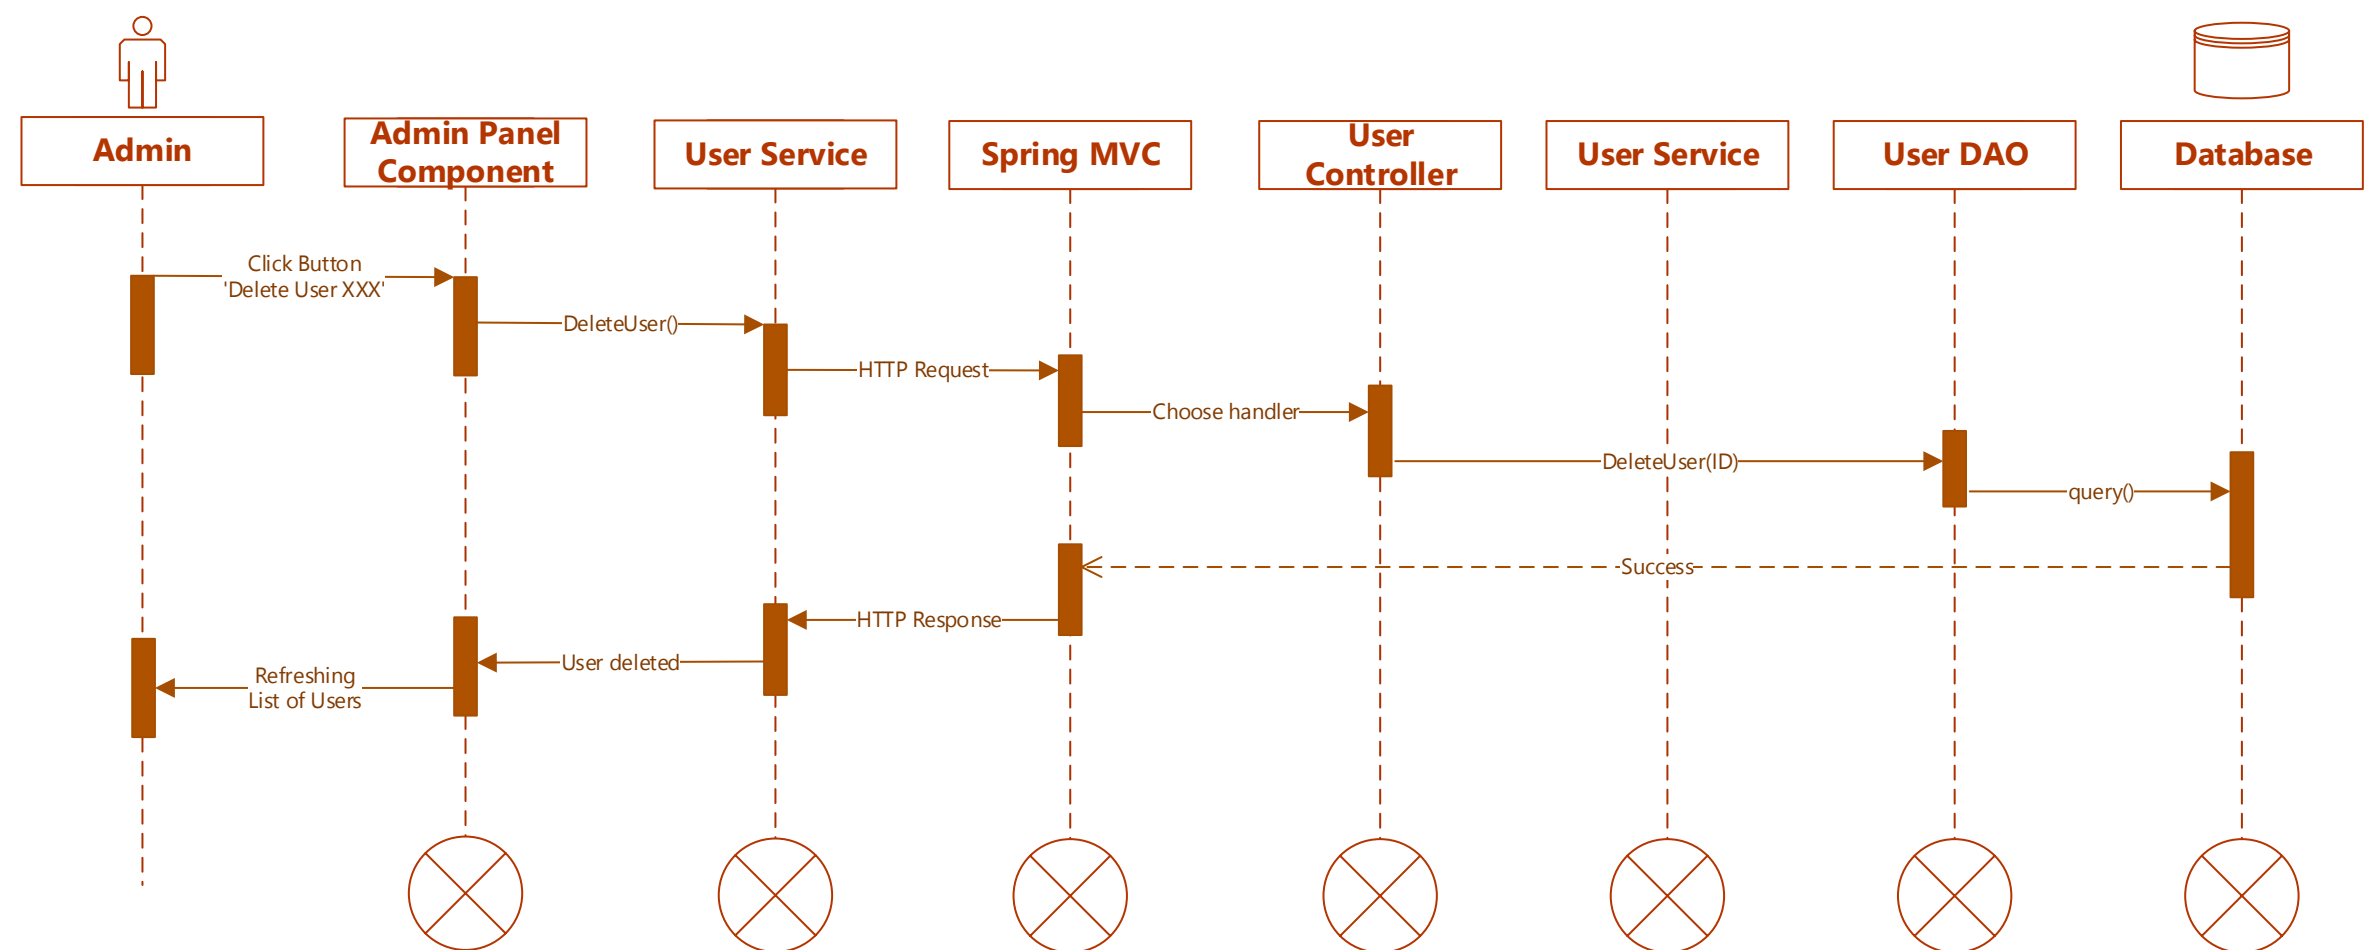 Admin
Admin Panel
Component
User Service
Spring MVC
User
Controller
User Service
User DAO
Database
Click Button
'Delete User XXX'
DeleteUser()
HTTP Request
Choose handler
DeleteUser(ID)
query()
Success
HTTP Response
User deleted
Refreshing
List of Users